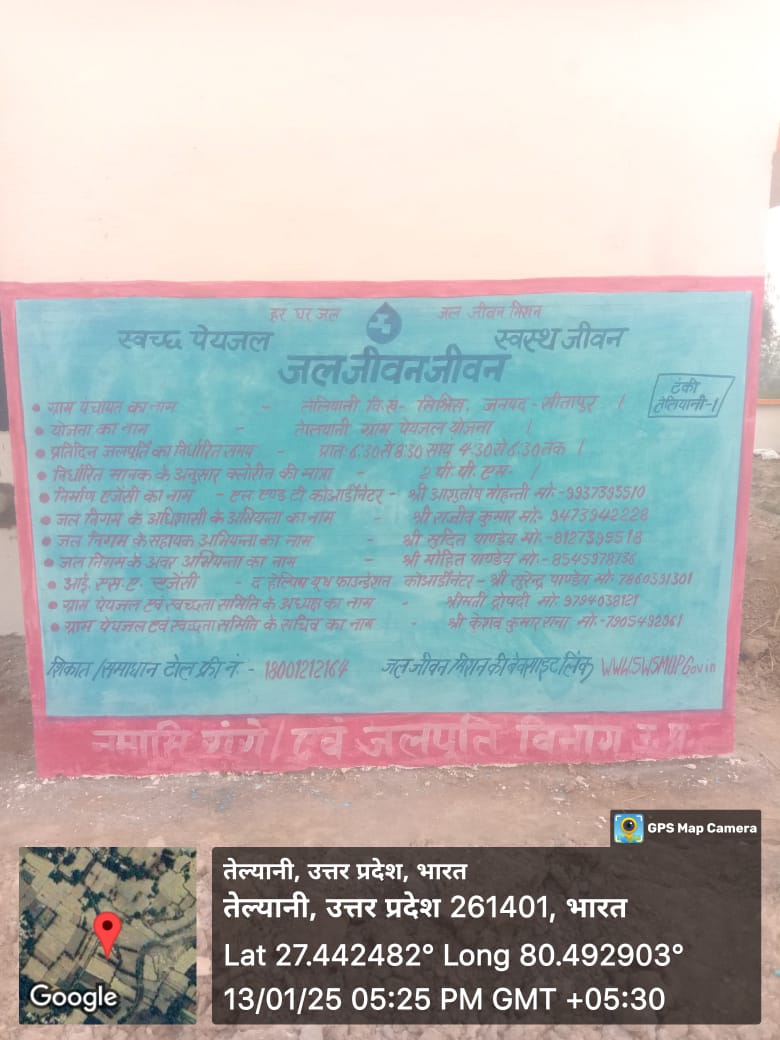 हर घर जल जल जीवन मिशन
स्वच्छ पेयजल स्वस्थ जीवन
जल जीवन जीवन
टंकी
तेलियानी-1
• ग्राम पंचायत का नाम - तेलियानी वि.ख- मिश्रिख, जनपद- सीतापुर ।
• योजना का नाम - तेलियानी ग्राम पेयजल योजना ।
• प्रतिदिन जलपूर्ति का निर्धारित समय - प्रातः 6.30 से 8.30 सायं 4.30 से 6.30 तक ।
• निर्धारित मानक के अनुसार क्लोरीन की मात्रा - 2 पी. पी. एम. ।
• निर्माण एजेंसी का नाम - एल. एण्ड टी कोआर्डिनेटर - श्री आशुतोष मोहन्ती मो.- 9937395510
• जल निगम के अधिशासी के अभियन्ता का नाम - श्री राजीव कुमार मो.- 9473942228
• जल निगम के सहायक अभियन्ता का नाम - श्री मुदित पाण्डेय मो.- 8127395518
• जल निगम के अवर अभियन्ता का नाम - श्री मोहित पाण्डेय मो.- 8545978736
• आई. एस. ए. एजेंसी - द हेल्पिंग यूथ फाउन्डेशन कोआर्डिनेटर - श्री सुरेन्द्र पाण्डेय मो. 7860591301
• ग्राम पेयजल एवं स्वच्छता समिति के अध्यक्ष का नाम - श्रीमती द्रोपदी मो. 9794038121
• ग्राम पेयजल एवं स्वच्छता समिति के सचिव का नाम - श्री केशव कुमार राना मो. -7905492961
शिकात / समाधान टोल फ्री नं. - 18001212164 जल जीवन मिशन की वेबसाइट लिंक WWW.SWSMUP.Gov.in
नमामि गंगे / एवं जलपूर्ति विभाग उ.प्र.
GPS Map Camera
तेल्यानी, उत्तर प्रदेश, भारत
तेल्यानी, उत्तर प्रदेश 261401, भारत
Lat 27.442482° Long 80.492903°
13/01/25 05:25 PM GMT +05:30
Google